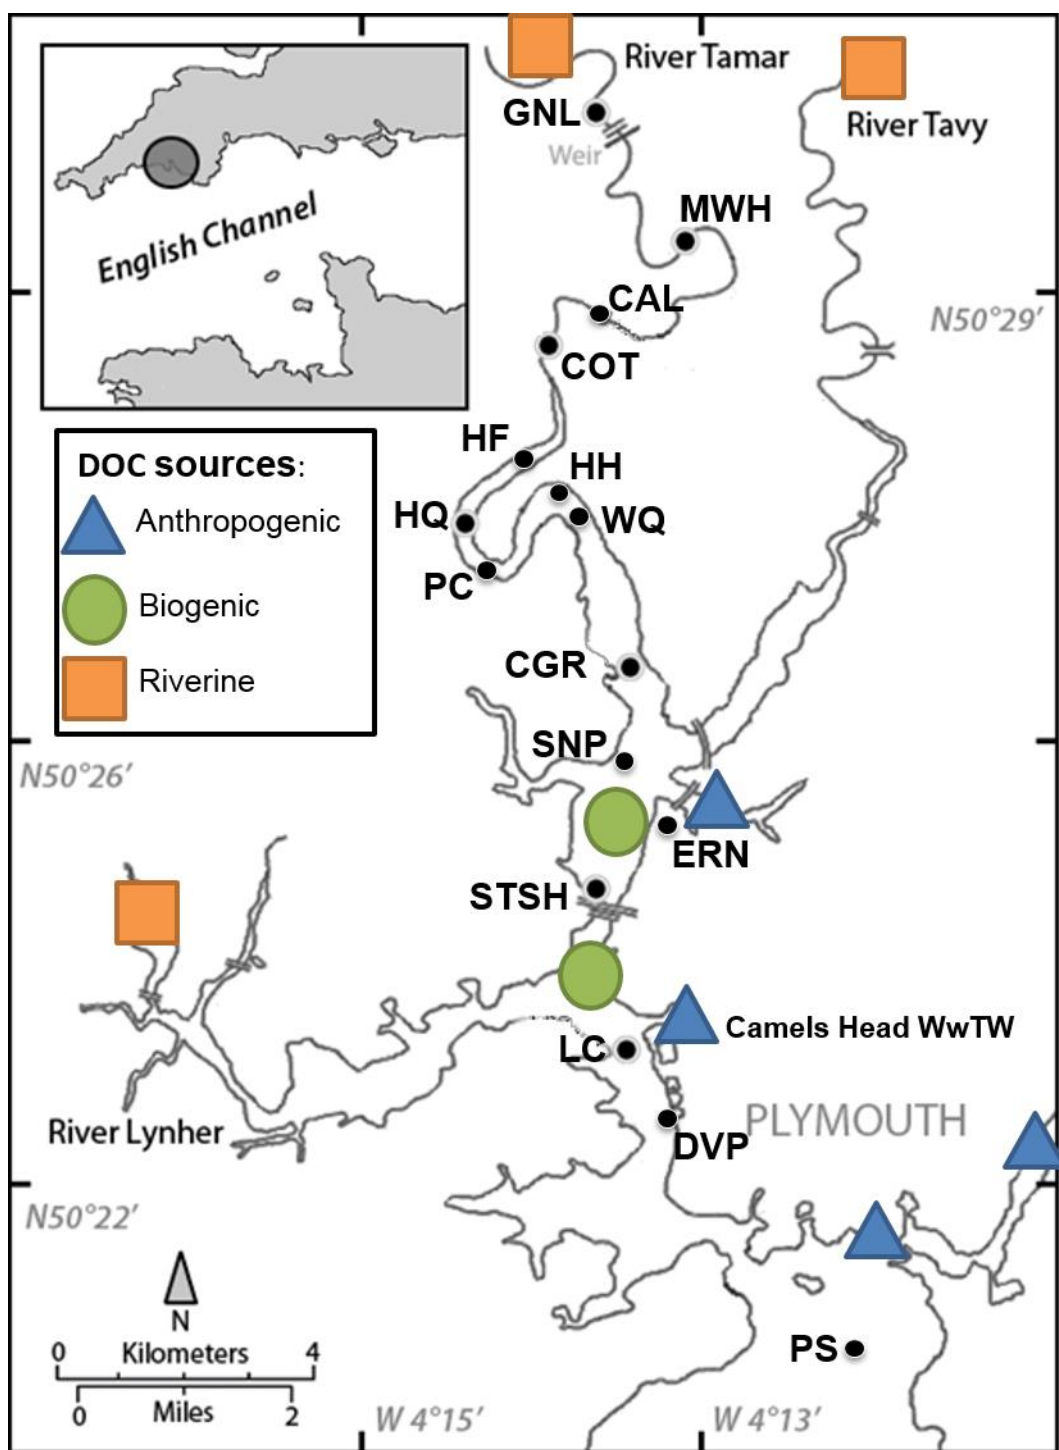 River Tamar
GNL
Weir
River Tavy
MWH
English Channel
CAL
N50°29'
COT
HF
HH
DOC sources:
Anthropogenic
Biogenic
Riverine
HQ
WQ
PC
CGR
SNP
N50°26'
ERN
STSH
Camels Head WwTW
LC
River Lynher
PLYMOUTH
DVP
N50°22'
N
0 Kilometers 4
0 Miles 2
PS
W 4°15'
W 4°13'